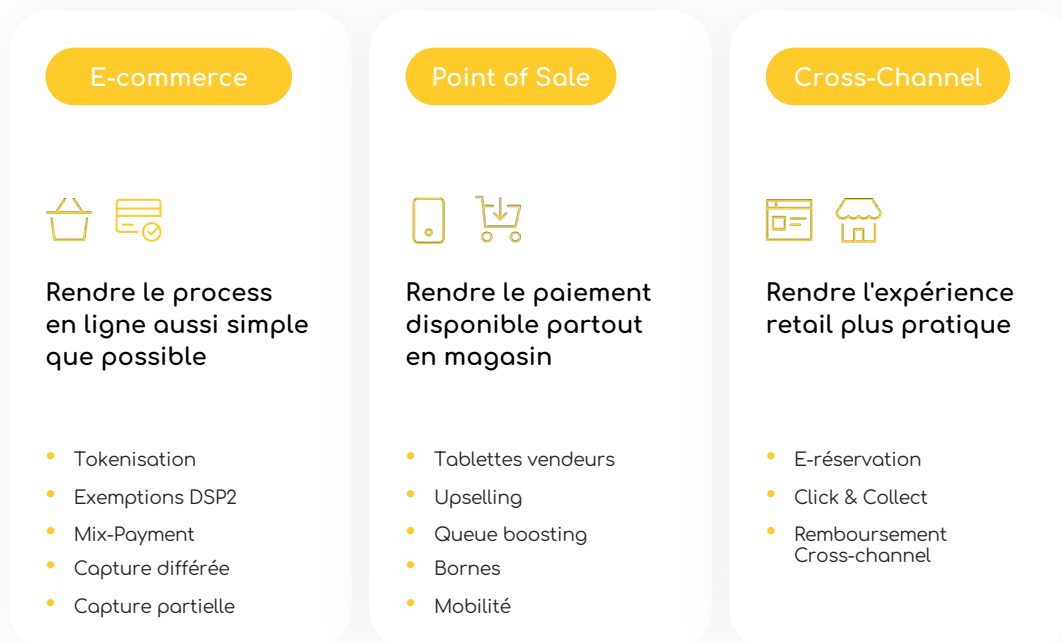 E-commerce
Rendre le process
en ligne aussi simple
que possible
Tokenisation
Exemptions DSP2
Mix-Payment
Capture différée
Capture partielle
Point of Sale
Rendre le paiement
disponible partout
en magasin
Tablettes vendeurs
Upselling
Queue boosting
Bornes
Mobilité
Cross-Channel
Rendre l'expérience
retail plus pratique
E-réservation
Click & Collect
Remboursement
Cross-channel